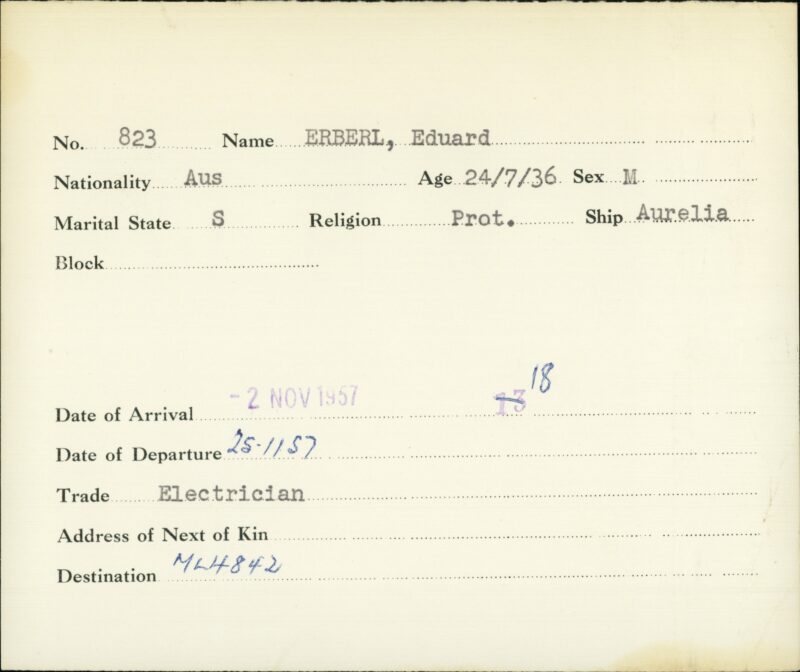 No. 823 Name ERBERL, Eduard
Nationality Aus Age 24/7/36 Sex M
Marital State S Religion Prot. Ship Aurelia
Block
18
Date of Arrival -2 NOV 1957 13
Date of Departure 25-11 57
Trade Electrician
Address of Next of Kin
Destination ML4842